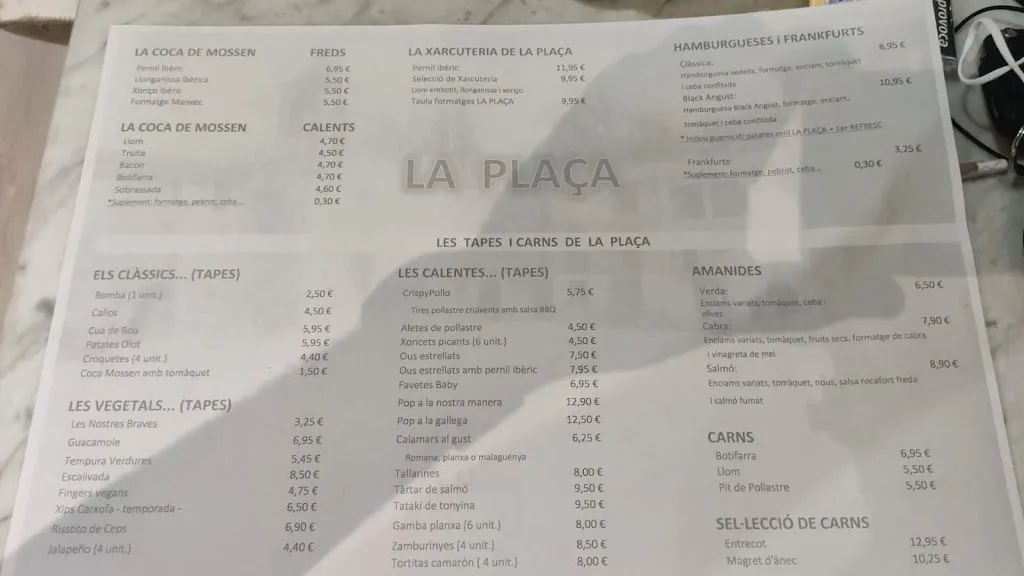 LA COCA DE MOSSEN FREDS
Pernil ibèric 6,95 €
Llonganissa ibèrica 5,50 €
Xoriço ibèric 5,50 €
Formatge Manxec 5,50 €
LA COCA DE MOSSEN CALENTS
Llom 4,70 €
Truita 4,50 €
Bacon 4,70 €
Botifarra 4,70 €
Sobrassada 4,60 €
*Suplement: formatge, pebrot, ceba... 0,30 €
LA XARCUTERIA DE LA PLAÇA
Pernil ibèric 11,95 €
Selecció de Xarcuteria 9,95 €
Llom embotit, llonganissa i xoriço
Taula formatges LA PLAÇA 9,95 €
HAMBURGUESES i FRANKFURTS
Clàssica: 8,95 €
Hamburguesa vedella, formatge, enciam, tomàquet
i ceba confitada
Black Angust: 10,95 €
Hamburguesa Black Angust, formatge, enciam,
tomàquet i ceba confitada
* Inclou guarnició: patates estil LA PLAÇA + 1er REFRESC
Frankfurts: 3,25 €
*Suplement: formatge, pebrot, ceba... 0,30 €
LA PLAÇA
LES TAPES I CARNS DE LA PLAÇA
ELS CLÀSSICS... (TAPES)
Bomba (1 unit.) 2,50 €
Callos 4,50 €
Cua de Bou 5,95 €
Patates Olot 5,95 €
Croquetes (4 unit.) 4,40 €
Coca Mossen amb tomàquet 1,50 €
LES VEGETALS... (TAPES)
Les Nostres Braves 3,25 €
Guacamole 6,95 €
Tempura Verdures 5,45 €
Escalivada 8,50 €
Fingers vegans 4,75 €
Xips Carxofa - temporada - 6,50 €
Rissoto de Ceps 6,90 €
Jalapeño (4 unit.) 4,40 €
LES CALENTES... (TAPES)
CrispyPollo 5,75 €
Tires pollastre cruixents amb salsa BBQ
Aletes de pollastre 4,50 €
Xoricets picants (6 unit.) 4,50 €
Ous estrellats 7,50 €
Ous estrellats amb pernil ibèric 7,95 €
Favetes Baby 6,95 €
Pop a la nostra manera 12,90 €
Pop a la gallega 12,50 €
Calamars al gust 6,25 €
Romana, planxa o malaguenya
Tallarines 8,00 €
Tàrtar de salmó 9,50 €
Tataki de tonyina 9,50 €
Gamba planxa (6 unit.) 8,00 €
Zamburinyes (4 unit.) 8,50 €
Tortitas camarón ( 4 unit.) 8,00 €
AMANIDES
Verda: 6,50 €
Enciams variats, tomàquet, ceba i
olives
Cabra: 7,90 €
Enciams variats, tomàquet, fruits secs, formatge de cabra
i vinagreta de mel
Salmó: 8,90 €
Enciams variats, tomàquet, nous, salsa rocafort freda
i salmó fumat
CARNS
Botifarra 6,95 €
Llom 5,50 €
Pit de Pollastre 5,50 €
SEL·LECCIÓ DE CARNS
Entrecot 12,95 €
Magret d'ànec 10,25 €
provoca